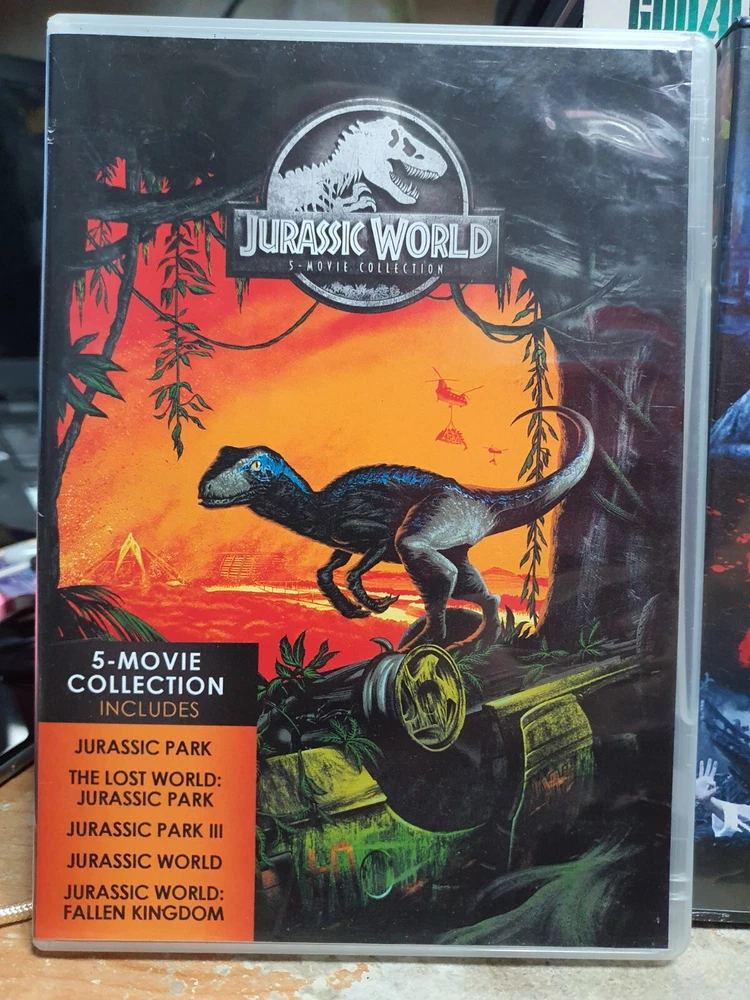 JURASSIC WORLD
5-MOVIE COLLECTION
5-MOVIE
COLLECTION
INCLUDES
JURASSIC PARK
THE LOST WORLD:
JURASSIC PARK
JURASSIC PARK III
JURASSIC WORLD
JURASSIC WORLD:
FALLEN KINGDOM